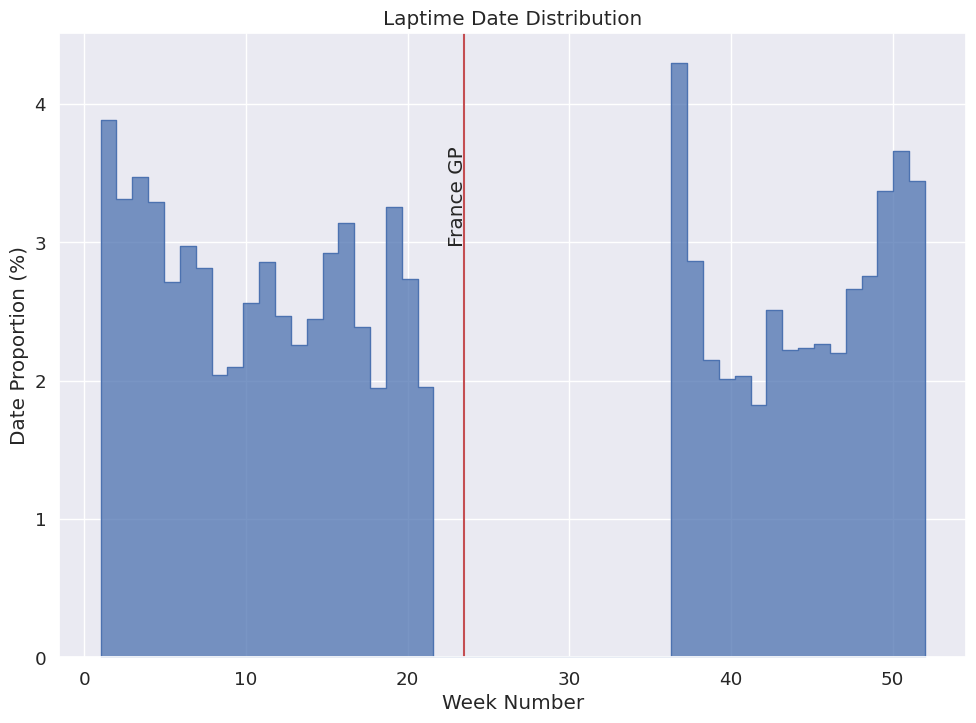 Laptime Date Distribution
Date Proportion (%)
4
3
2
1
0
France GP
0 10 20 30 40 50
Week Number